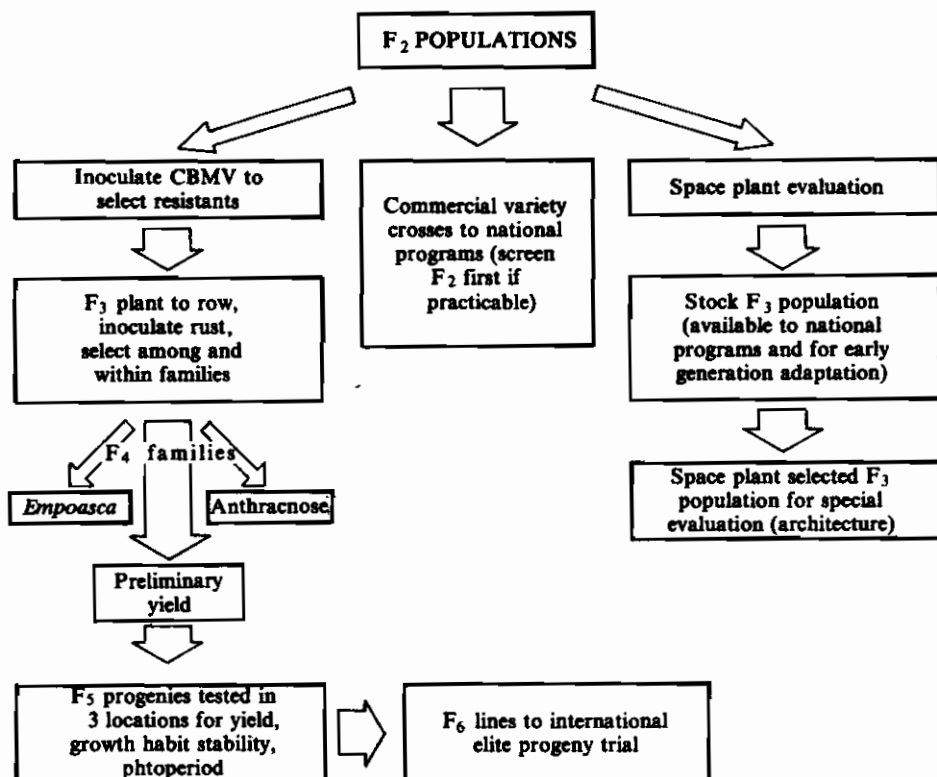 F₂ POPULATIONS
Inoculate CBMV to
select resistants
Commercial variety
crosses to national
programs (screen
F₂ first if
practicable)
Space plant evaluation
F₃ plant to row,
inoculate rust,
select among and
within families
Stock F₃ population
(available to national
programs and for early
generation adaptation)
F₄ families
Empoasca
Anthracnose
Space plant selected F₃
population for special
evaluation (architecture)
Preliminary
yield
F₅ progenies tested in
3 locations for yield,
growth habit stability,
phtoperiod
F₆ lines to international
elite progeny trial